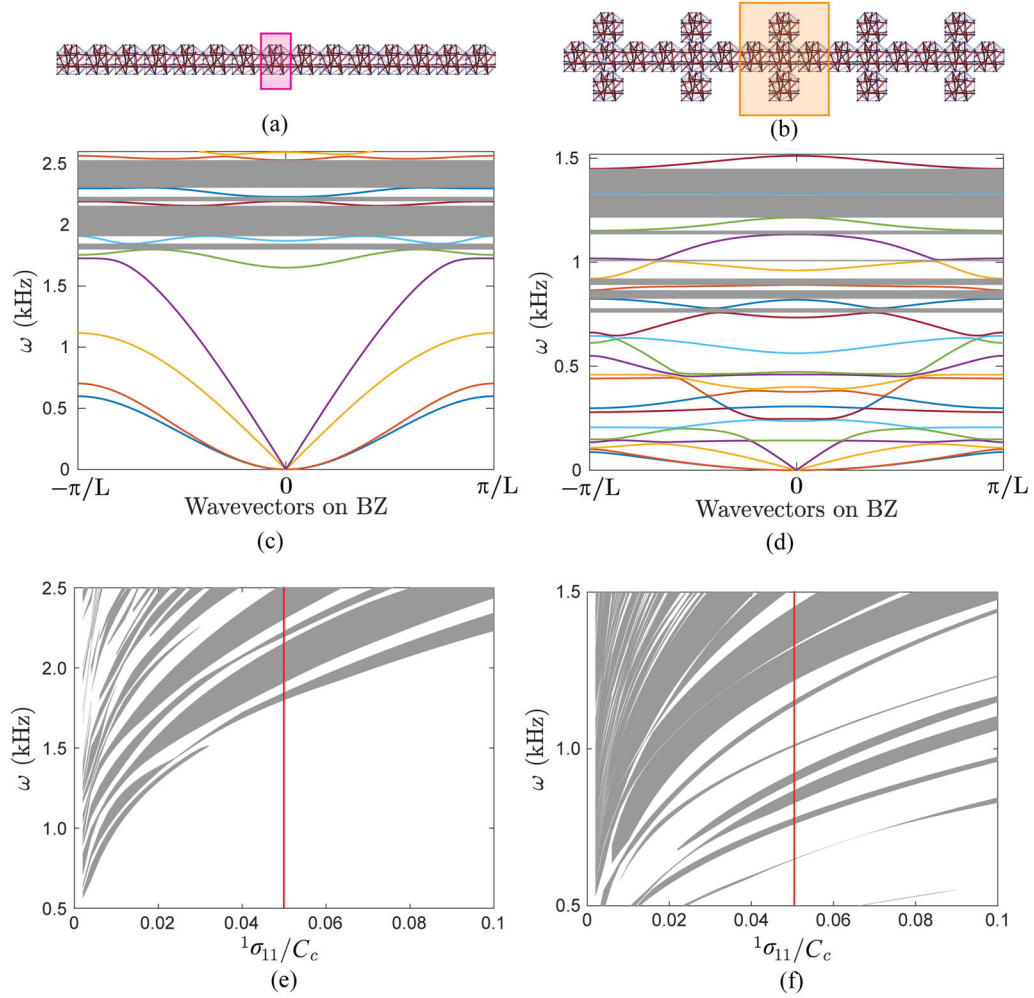 (a)
(b)
2.5
2
1.5
1
0.5
0
ω (kHz)
−π/L
0
π/L
Wavevectors on BZ
(c)
1.5
1
0.5
0
ω (kHz)
−π/L
0
π/L
Wavevectors on BZ
(d)
2.5
2.0
1.5
1.0
0.5
ω (kHz)
0 0.02 0.04 0.06 0.08 0.1
¹σ₁₁/C_c
(e)
1.5
1.0
0.5
ω (kHz)
0 0.02 0.04 0.06 0.08 0.1
¹σ₁₁/C_c
(f)